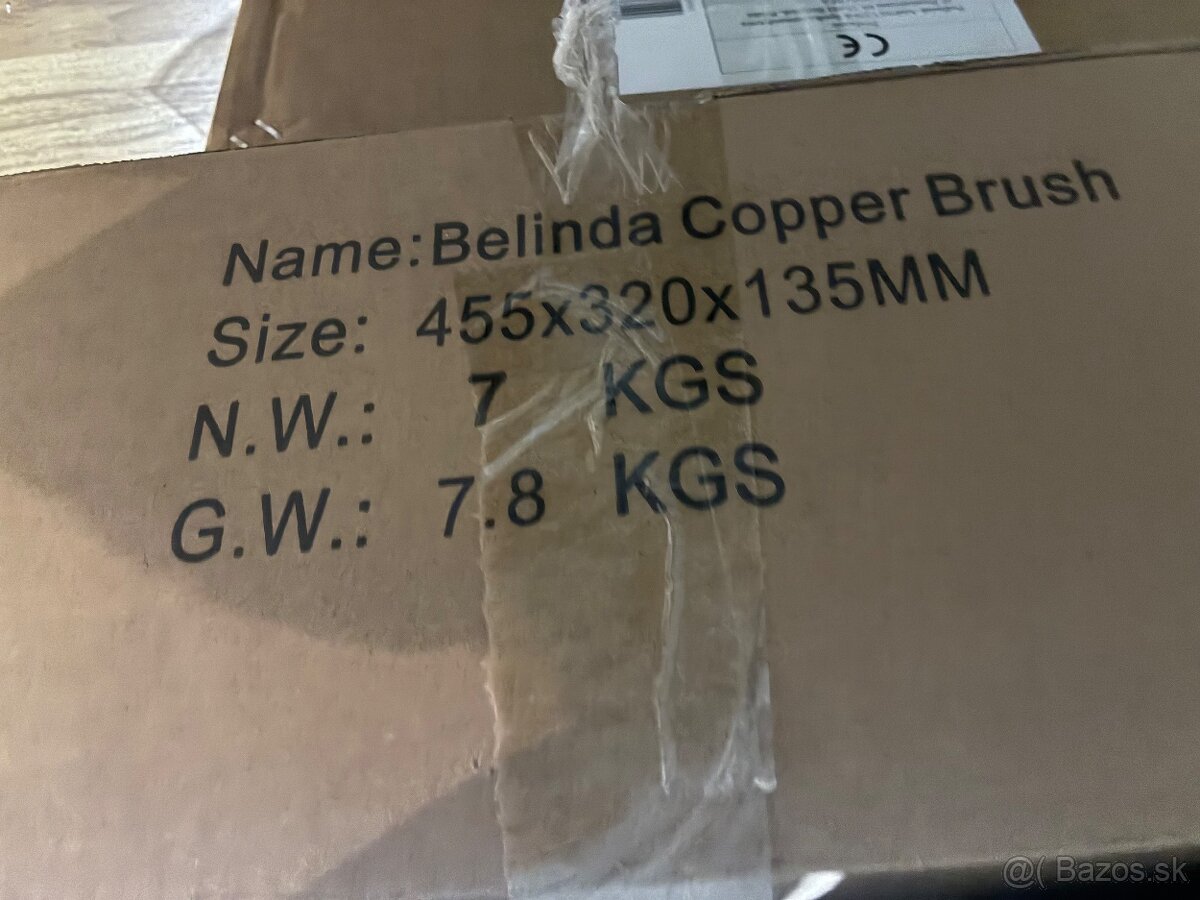 CE
Name:Belinda Copper Brush
Size: 455x320x135MM
N.W.: 7 KGS
G.W.: 7.8 KGS
@( Bazos.sk